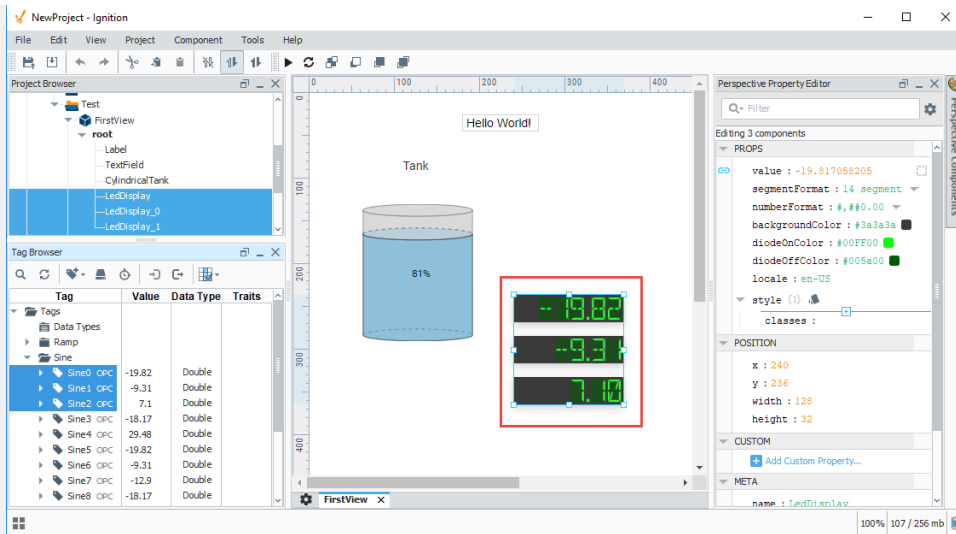 NewProject - Ignition
File Edit View Project Component Tools Help
Project Browser
Test
FirstView
root
Label
TextField
CylindricalTank
LedDisplay
LedDisplay_0
LedDisplay_1
Tag Browser
Tag Value Data Type Traits
Tags
Data Types
Ramp
Sine
Sine0 OPC -19.82 Double
Sine1 OPC -9.31 Double
Sine2 OPC 7.1 Double
Sine3 OPC -18.17 Double
Sine4 OPC 29.48 Double
Sine5 OPC -19.82 Double
Sine6 OPC -9.31 Double
Sine7 OPC -12.9 Double
Sine8 OPC -18.17 Double
0 100 200 300 400
0
100
200
300
400
Hello World!
Tank
81%
-19.82
-9.31
7.10
FirstView X
Perspective Property Editor
Filter
Editing 3 components
PROPS
value : -19.817058205
segmentFormat : 14 segment
numberFormat : #,##0.00
backgroundColor : #3a3a3a
diodeOnColor : #00FF00
diodeOffColor : #005a00
locale : en-US
style {1}
classes :
POSITION
x : 240
y : 236
width : 128
height : 32
CUSTOM
Add Custom Property...
META
name : LedDisplay
Perspective Components
100% 107 / 256 mb